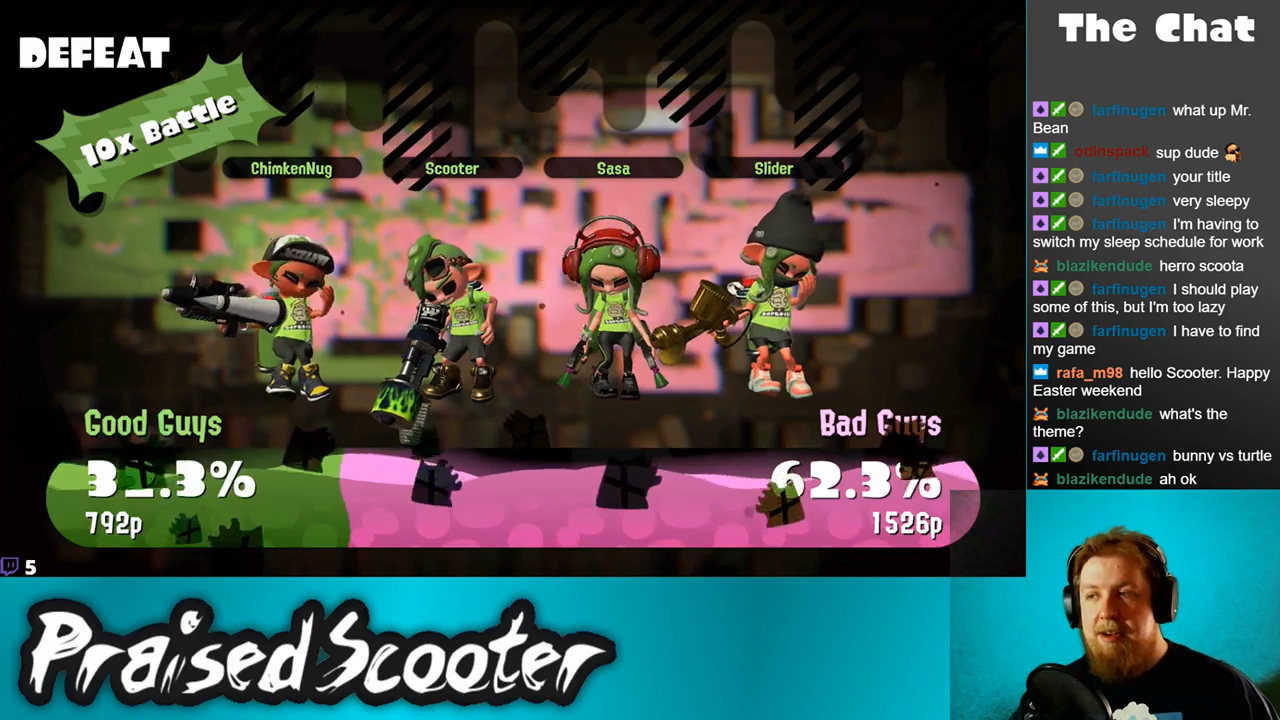 DEFEAT
10x Battle
ChimkenNug
Scooter
Sasa
Slider
Good Guys
Bad Guys
62.3%
792p
1526p
5
PraisedScooter
The Chat
farfinugen what up Mr.
Bean
odinspack sup dude
farfinugen your title
farfinugen very sleepy
farfinugen I'm having to
switch my sleep schedule for work
blazikendude herro scoota
farfinugen I should play
some of this, but I'm too lazy
farfinugen I have to find
my game
rafa_m98 hello Scooter. Happy
Easter weekend
blazikendude what's the
theme?
farfinugen bunny vs turtle
blazikendude ah ok